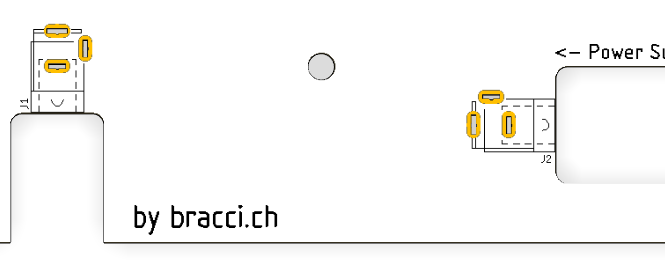 <- Power Su
J1
J2
by bracci.ch